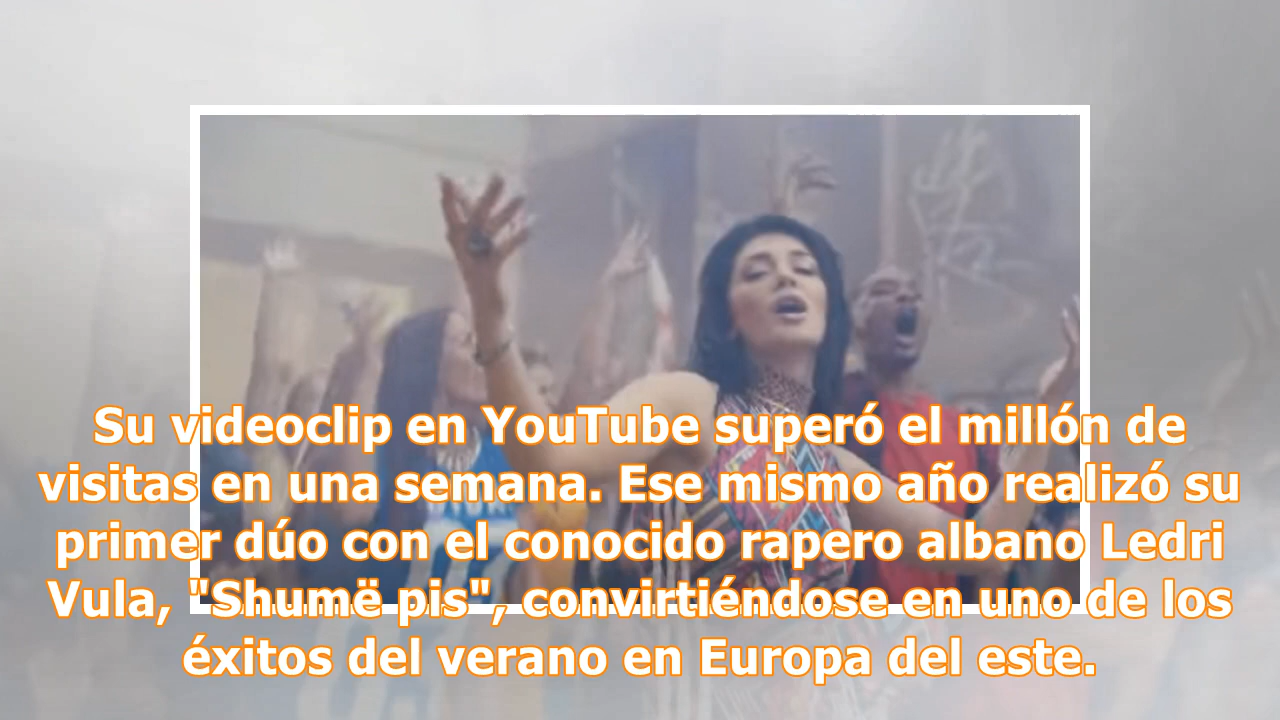 Su videoclip en YouTube superó el millón de
visitas en una semana. Ese mismo año realizó su
primer dúo con el conocido rapero albano Ledri
Vula, "Shumë pis", convirtiéndose en uno de los
éxitos del verano en Europa del este.